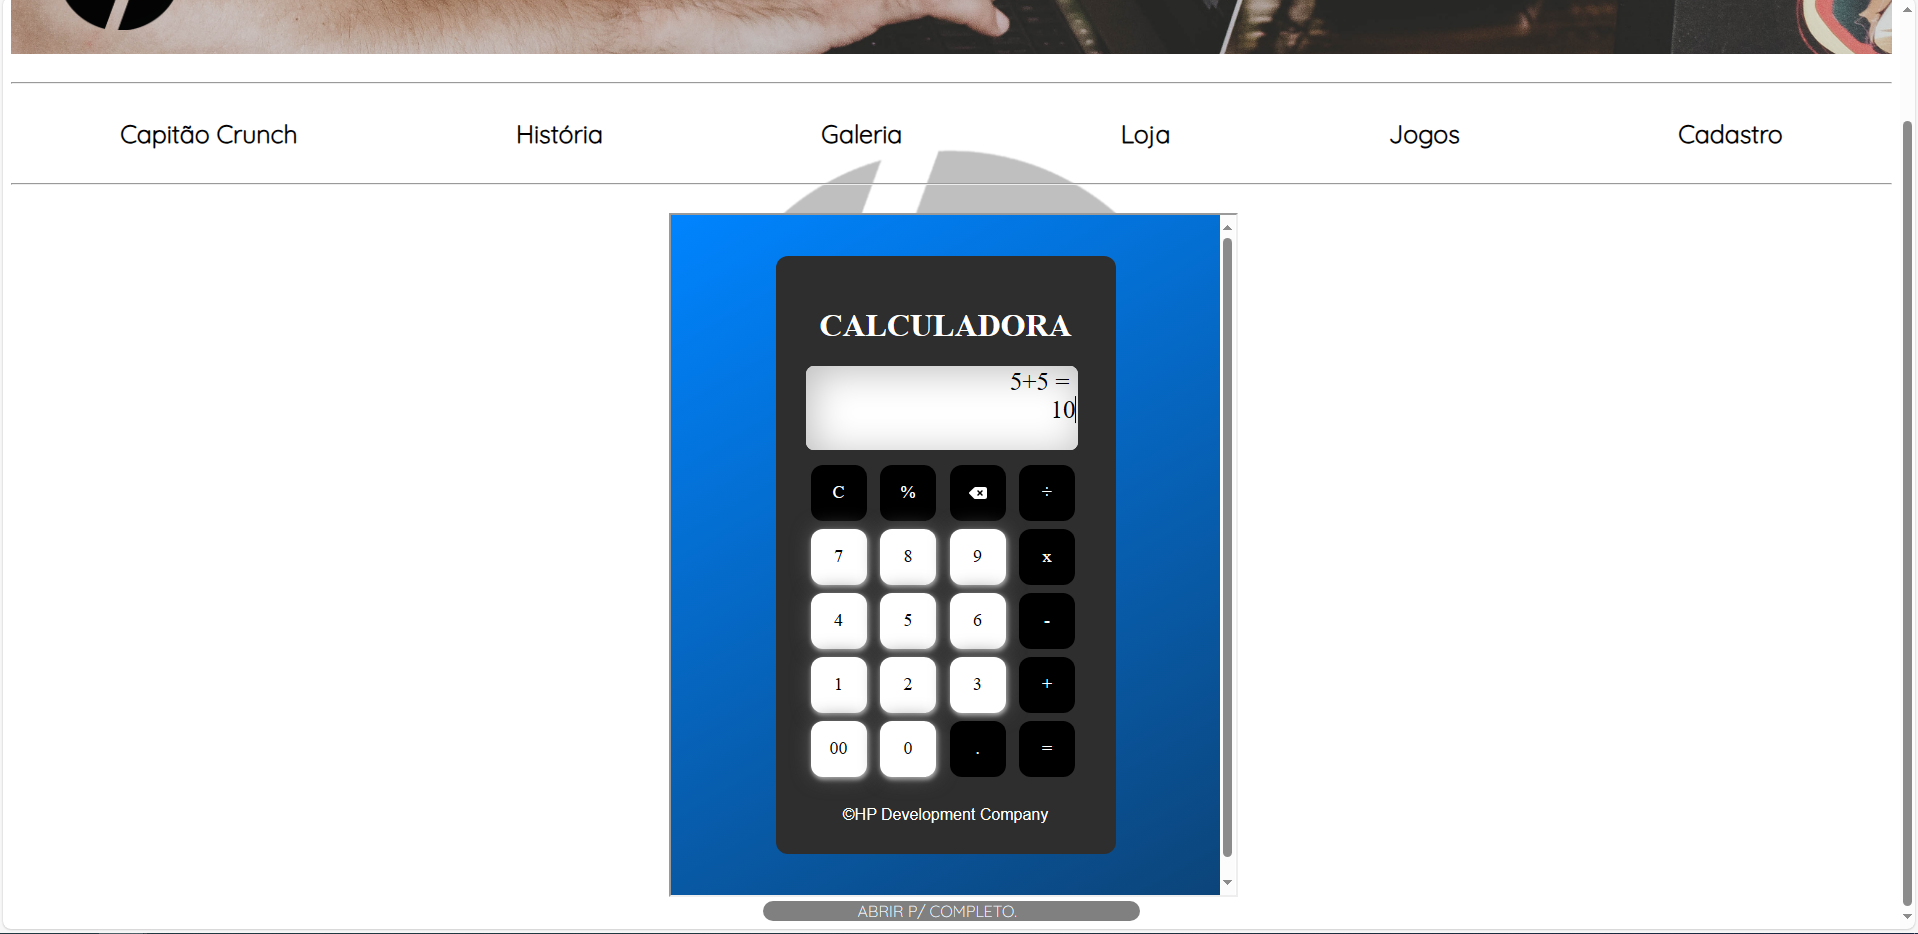 Capitão Crunch História Galeria Loja Jogos Cadastro
CALCULADORA
5+5 =
10
C % ÷
7 8 9 x
4 5 6 -
1 2 3 +
00 0 . =
©HP Development Company
ABRIR P/ COMPLETO.